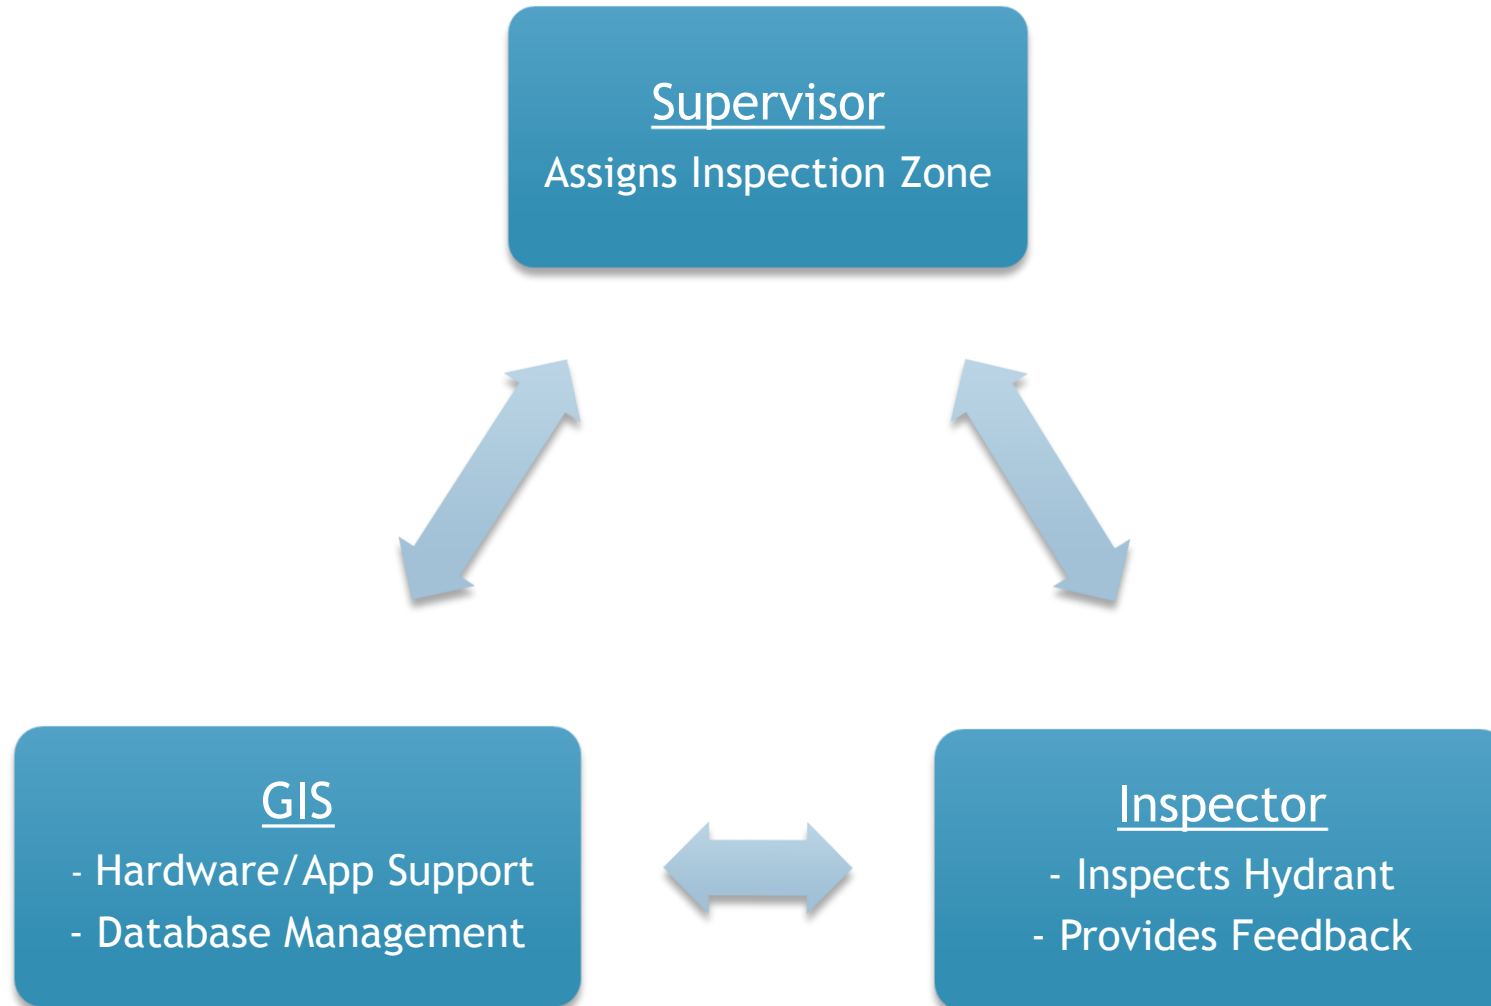 Supervisor
Assigns Inspection Zone
GIS
- Hardware/App Support
- Database Management
Inspector
- Inspects Hydrant
- Provides Feedback